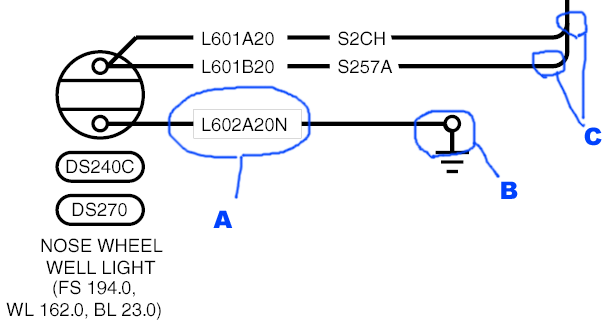 L601A20 S2CH
L601B20 S257A
L602A20N
A
B
C
DS240C
DS270
NOSE WHEEL
WELL LIGHT
(FS 194.0,
WL 162.0, BL 23.0)